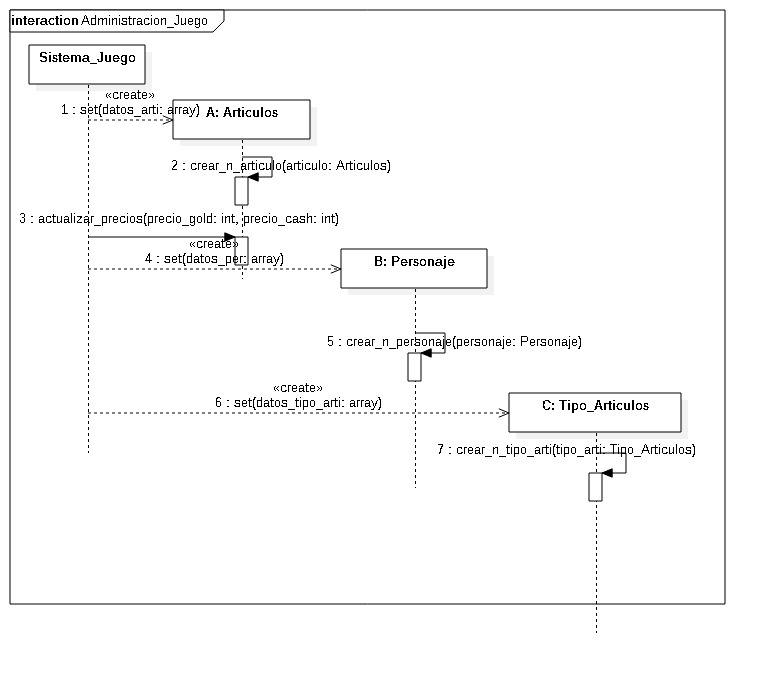 interaction Administracion_Juego
Sistema_Juego
«create»
1 : set(datos_arti: array)
A: Articulos
2 : crear_n_articulo(articulo: Articulos)
3 : actualizar_precios(precio_gold: int, precio_cash: int)
«create»
4 : set(datos_per: array)
B: Personaje
5 : crear_n_personaje(personaje: Personaje)
«create»
6 : set(datos_tipo_arti: array)
C: Tipo_Articulos
7 : crear_n_tipo_arti(tipo_arti: Tipo_Articulos)